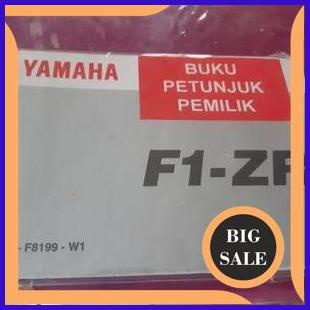 YAMAHA
BUKU
PETUNJUK
PEMILIK
F1-ZR
- F8199 - W1
BIG
SALE